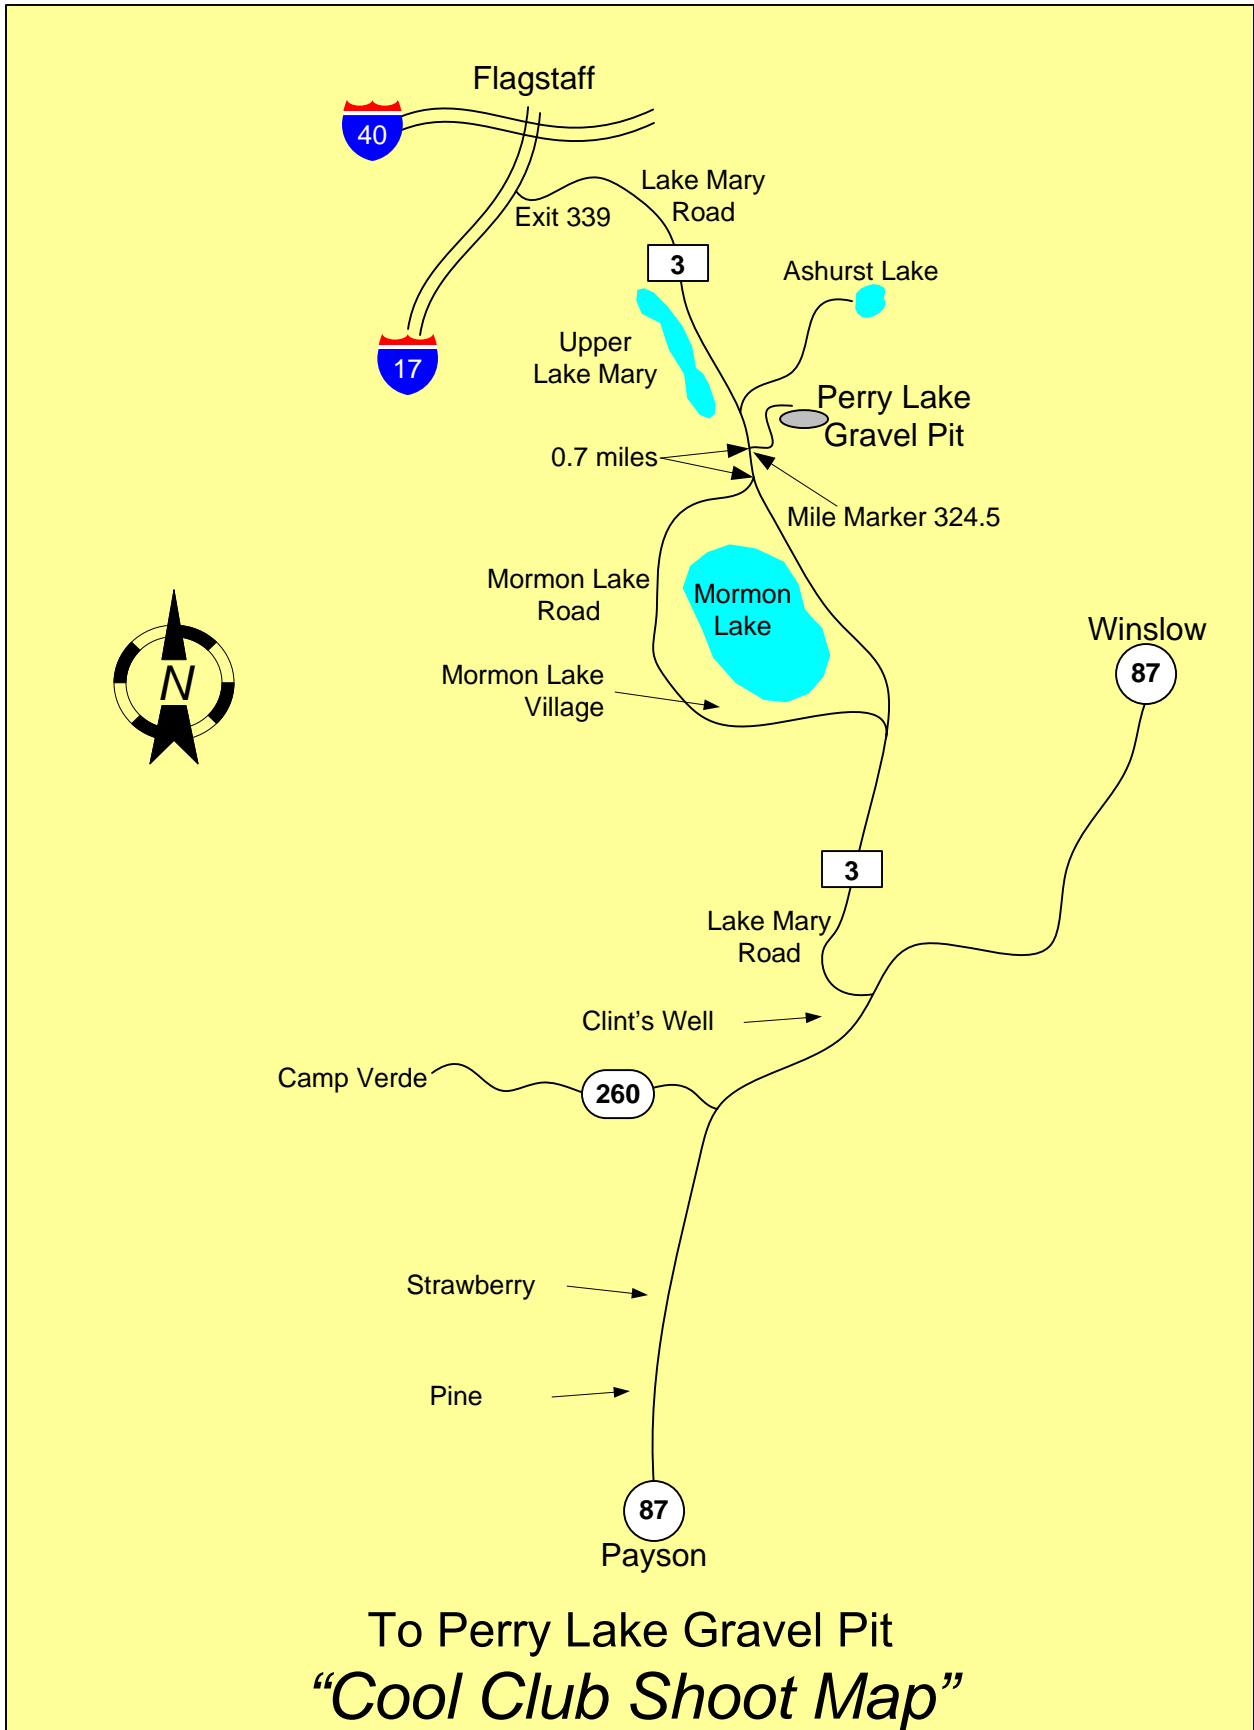 Flagstaff
40
Lake Mary
Road
Exit 339
3
Ashurst Lake
Upper
Lake Mary
17
Perry Lake
Gravel Pit
0.7 miles
Mile Marker 324.5
Mormon Lake
Road
Mormon
Lake
Winslow
87
N
Mormon Lake
Village
3
Lake Mary
Road
Clint's Well
Camp Verde
260
Strawberry
Pine
87
Payson
To Perry Lake Gravel Pit
“Cool Club Shoot Map”